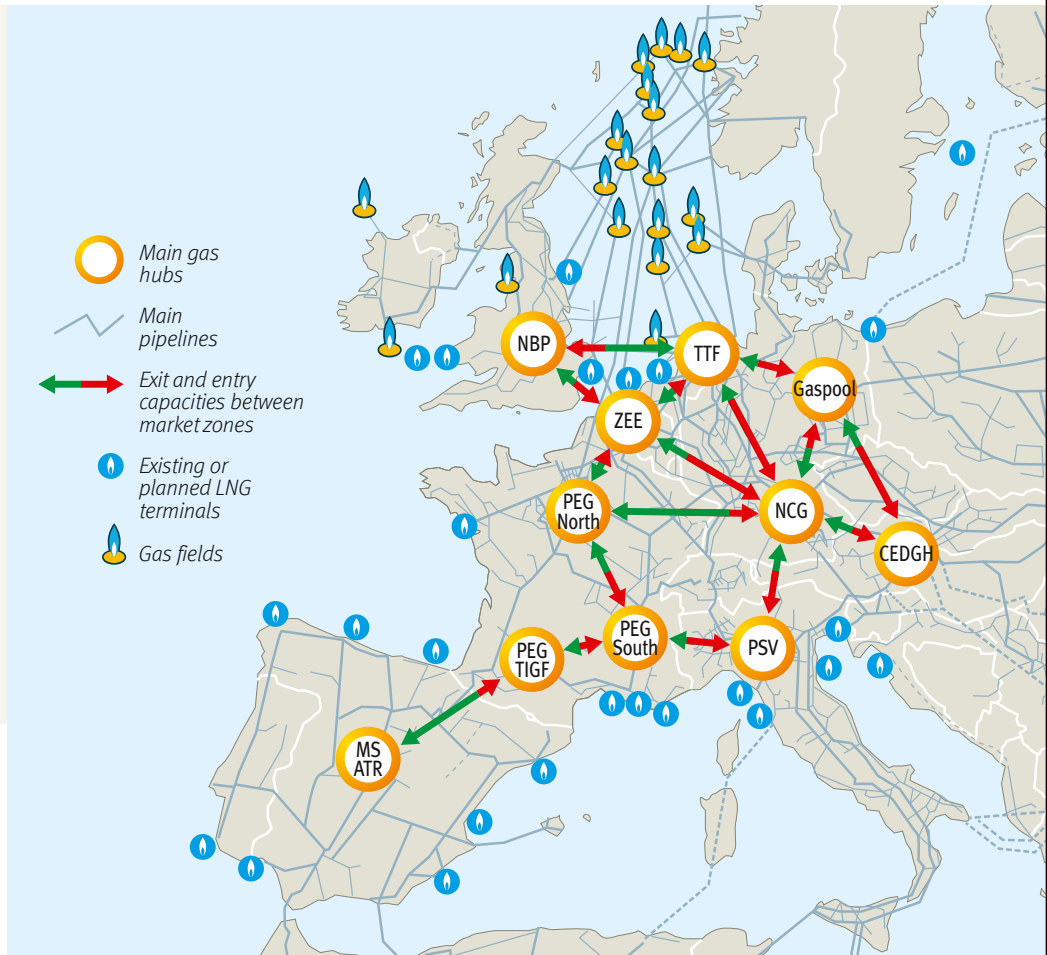 Main gas
hubs
Main
pipelines
Exit and entry
capacities between
market zones
Existing or
planned LNG
terminals
Gas fields
NBP
TTF
Gaspool
ZEE
PEG
North
NCG
CEDGH
PEG
South
PSV
PEG
TIGF
MS
ATR